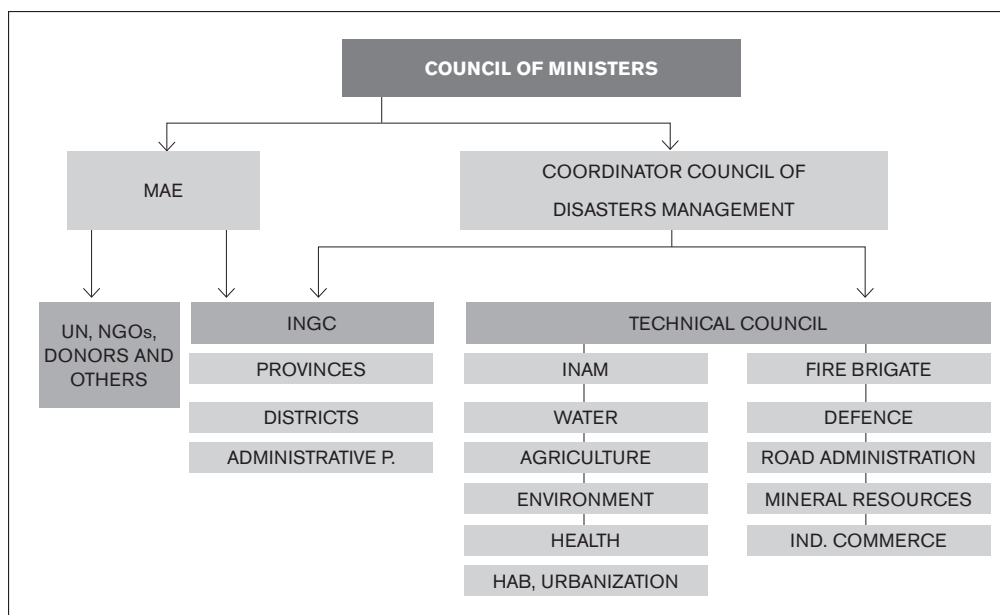 COUNCIL OF MINISTERS
MAE
COORDINATOR COUNCIL OF
DISASTERS MANAGEMENT
UN, NGOs,
DONORS AND
OTHERS
INGC
PROVINCES
DISTRICTS
ADMINISTRATIVE P.
TECHNICAL COUNCIL
INAM
WATER
AGRICULTURE
ENVIRONMENT
HEALTH
HAB, URBANIZATION
FIRE BRIGATE
DEFENCE
ROAD ADMINISTRATION
MINERAL RESOURCES
IND. COMMERCE